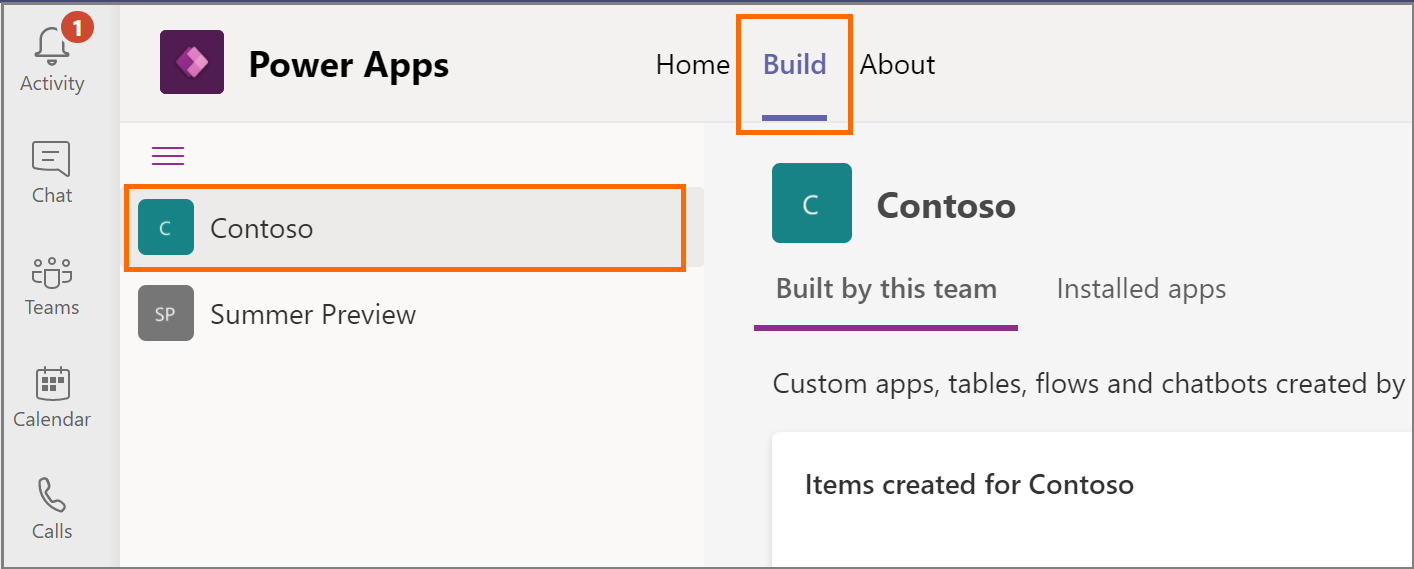 1
Activity
Chat
Teams
Calendar
Calls
Power Apps
Home Build About
C Contoso
SP Summer Preview
C Contoso
Built by this team Installed apps
Custom apps, tables, flows and chatbots created by
Items created for Contoso